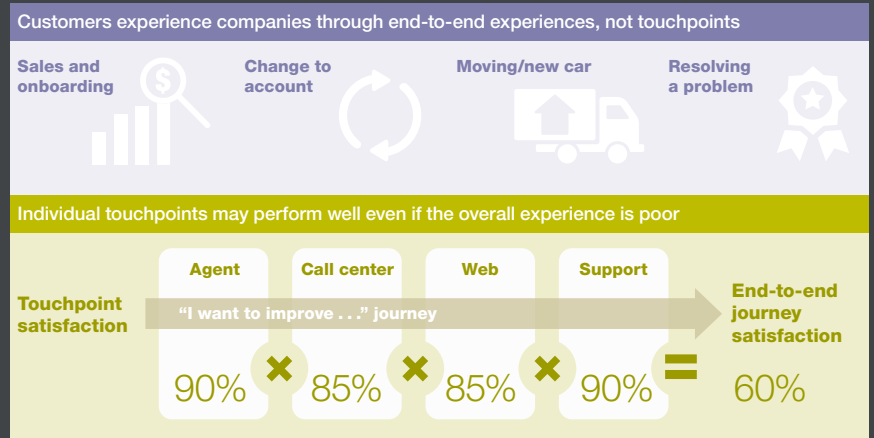 Customers experience companies through end-to-end experiences, not touchpoints
Sales and
onboarding
$
Change to
account
Moving/new car
Resolving
a problem
Individual touchpoints may perform well even if the overall experience is poor
Touchpoint
satisfaction
Agent
Call center
Web
Support
“I want to improve . . .” journey
End-to-end
journey
satisfaction
90% × 85% × 85% × 90% = 60%